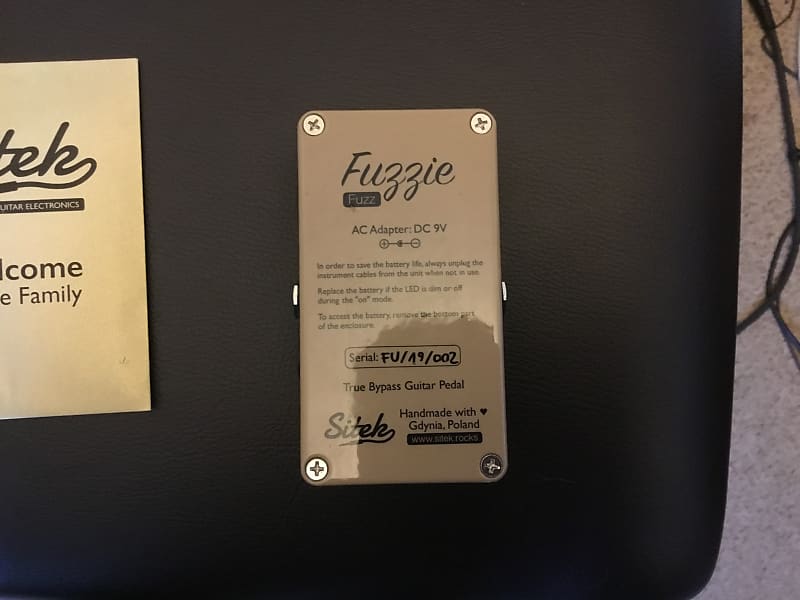 itek
UITAR ELECTRONICS
lcome
e Family
Fuzzie
Fuzz
AC Adapter: DC 9V
In order to save the battery life, always unplug the
instrument cables from the unit when not in use.
Replace the battery if the LED is dim or off
during the "on" mode.
To access the battery, remove the bottom part
of the enclosure.
Serial: FU/19/002
True Bypass Guitar Pedal
Sitek
Handmade with ♥
Gdynia, Poland
www.sitek.rocks